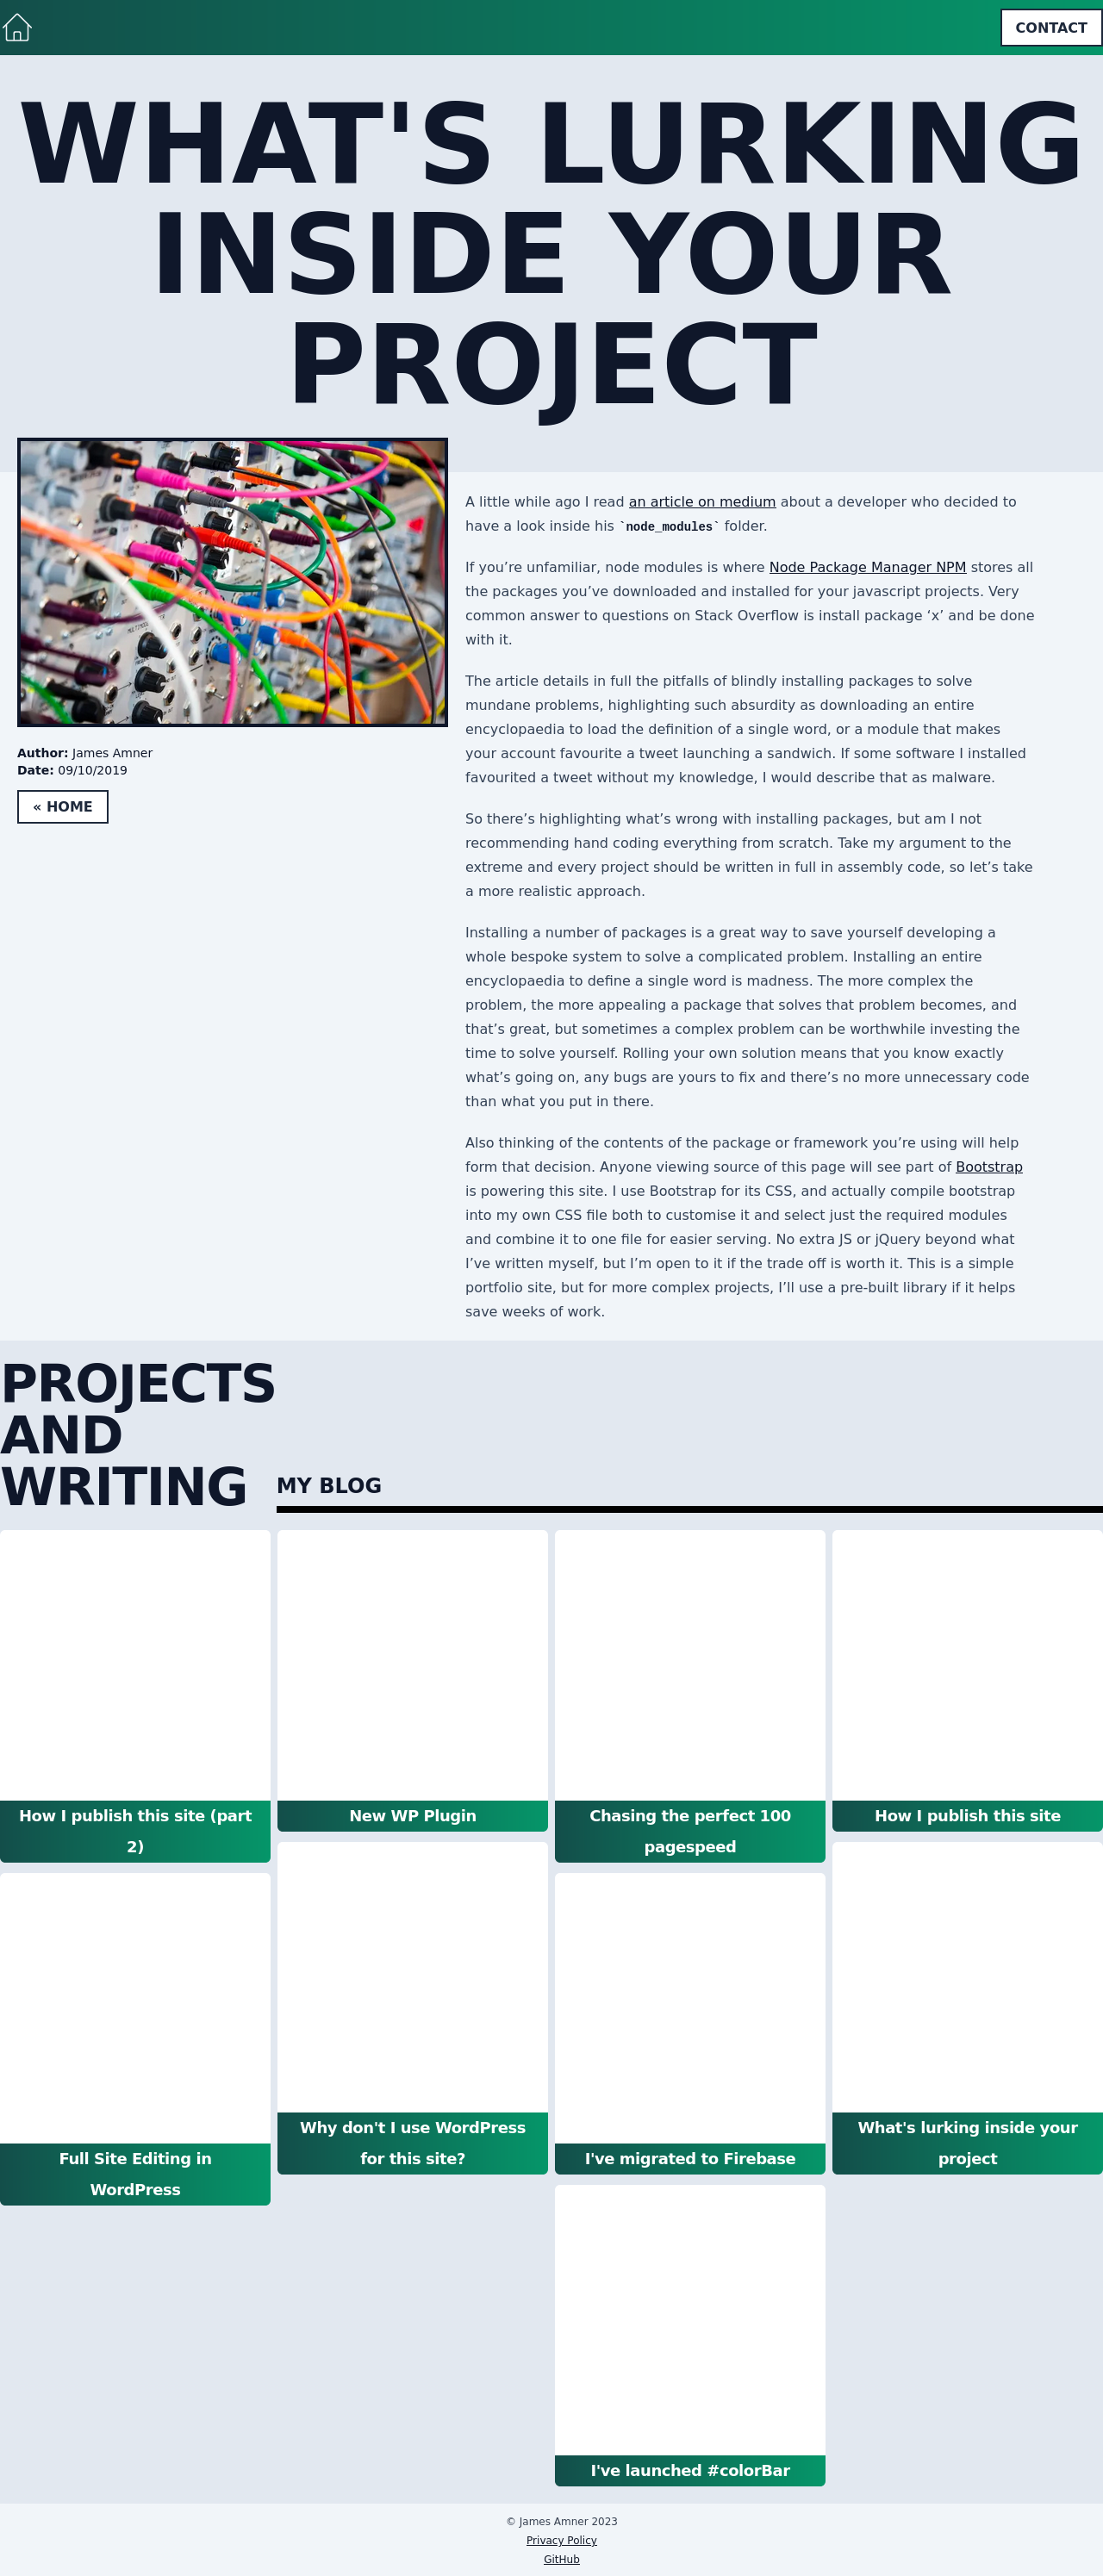 CONTACT
WHAT'S LURKING
INSIDE YOUR
PROJECT
Author: James Amner
Date: 09/10/2019
« HOME
A little while ago I read an article on medium about a developer who decided to
have a look inside his `node_modules` folder.
If you’re unfamiliar, node modules is where Node Package Manager NPM stores all
the packages you’ve downloaded and installed for your javascript projects. Very
common answer to questions on Stack Overflow is install package ‘x’ and be done
with it.
The article details in full the pitfalls of blindly installing packages to solve
mundane problems, highlighting such absurdity as downloading an entire
encyclopaedia to load the definition of a single word, or a module that makes
your account favourite a tweet launching a sandwich. If some software I installed
favourited a tweet without my knowledge, I would describe that as malware.
So there’s highlighting what’s wrong with installing packages, but am I not
recommending hand coding everything from scratch. Take my argument to the
extreme and every project should be written in full in assembly code, so let’s take
a more realistic approach.
Installing a number of packages is a great way to save yourself developing a
whole bespoke system to solve a complicated problem. Installing an entire
encyclopaedia to define a single word is madness. The more complex the
problem, the more appealing a package that solves that problem becomes, and
that’s great, but sometimes a complex problem can be worthwhile investing the
time to solve yourself. Rolling your own solution means that you know exactly
what’s going on, any bugs are yours to fix and there’s no more unnecessary code
than what you put in there.
Also thinking of the contents of the package or framework you’re using will help
form that decision. Anyone viewing source of this page will see part of Bootstrap
is powering this site. I use Bootstrap for its CSS, and actually compile bootstrap
into my own CSS file both to customise it and select just the required modules
and combine it to one file for easier serving. No extra JS or jQuery beyond what
I’ve written myself, but I’m open to it if the trade off is worth it. This is a simple
portfolio site, but for more complex projects, I’ll use a pre-built library if it helps
save weeks of work.
PROJECTS
AND
WRITING
MY BLOG
How I publish this site (part
2)
New WP Plugin
Chasing the perfect 100
pagespeed
How I publish this site
Full Site Editing in
WordPress
Why don't I use WordPress
for this site?
I've migrated to Firebase
What's lurking inside your
project
I've launched #colorBar
© James Amner 2023
Privacy Policy
GitHub